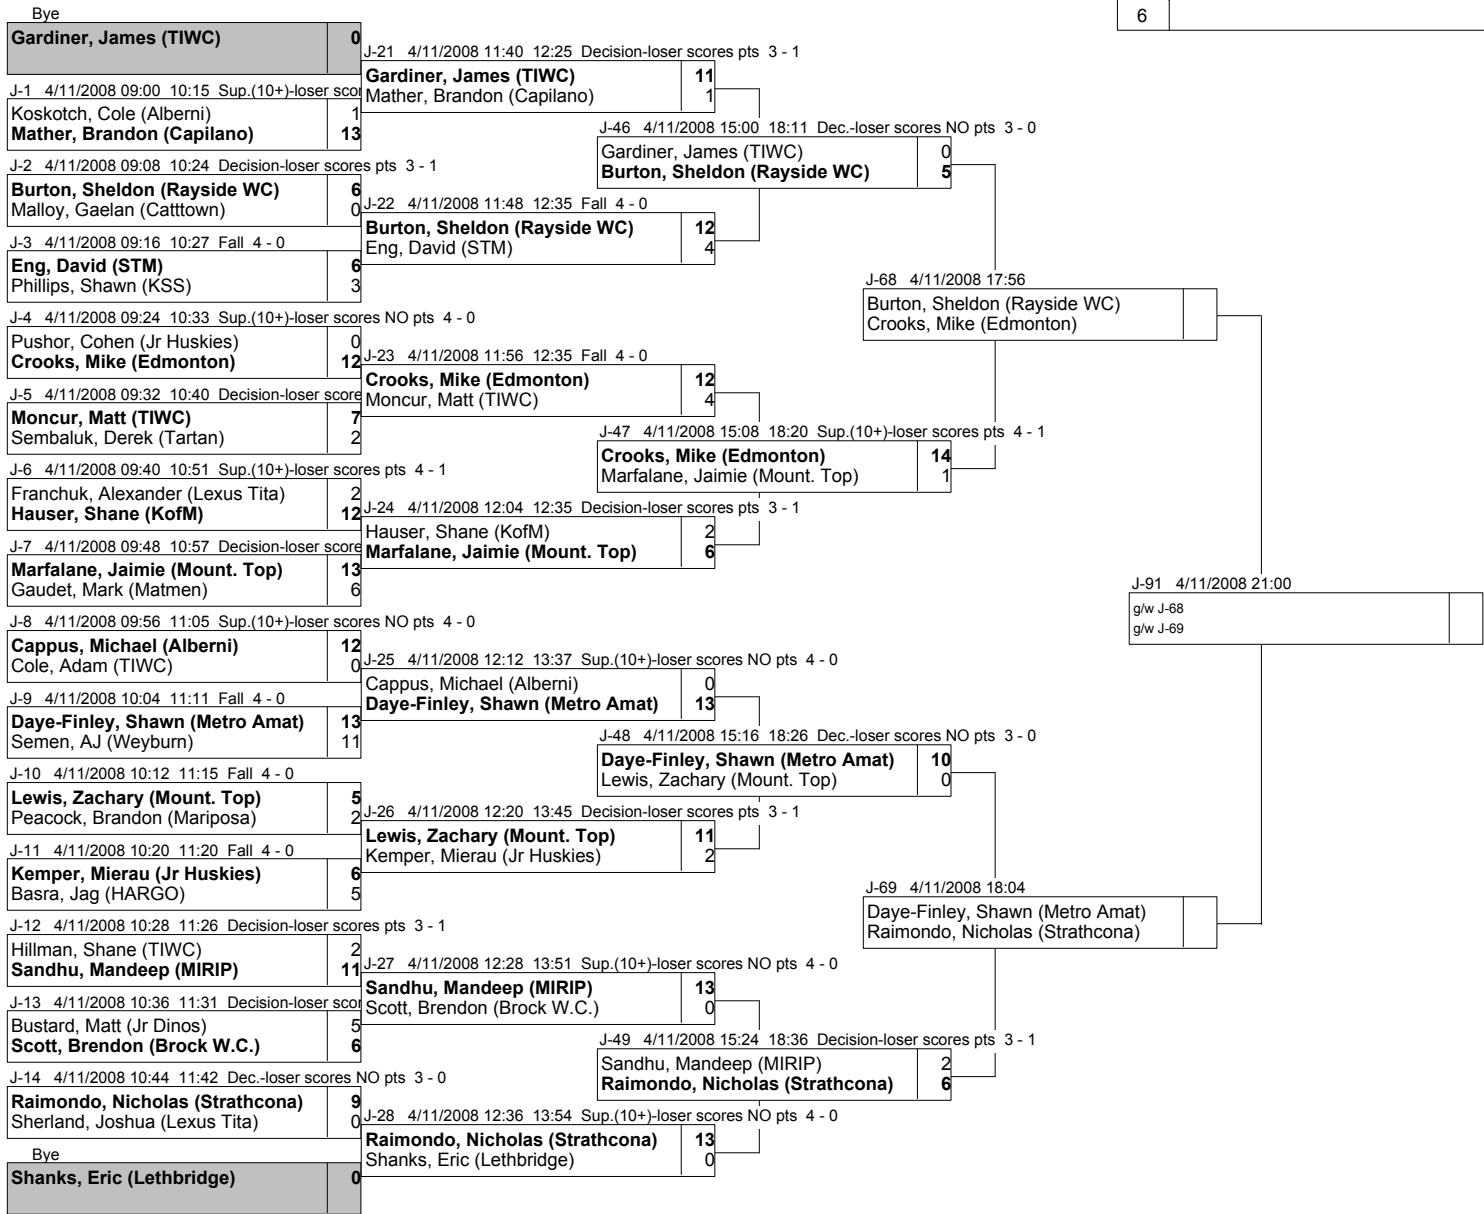 6
Bye
Gardiner, James (TIWC) 0
J-1 4/11/2008 09:00 10:15 Sup.(10+)-loser scor
Koskotch, Cole (Alberni) 1
Mather, Brandon (Capilano) 13
J-2 4/11/2008 09:08 10:24 Decision-loser scores pts 3 - 1
Burton, Sheldon (Rayside WC) 6
Malloy, Gaelan (Catttown) 0
J-3 4/11/2008 09:16 10:27 Fall 4 - 0
Eng, David (STM) 6
Phillips, Shawn (KSS) 3
J-4 4/11/2008 09:24 10:33 Sup.(10+)-loser scores NO pts 4 - 0
Pushor, Cohen (Jr Huskies) 0
Crooks, Mike (Edmonton) 12
J-5 4/11/2008 09:32 10:40 Decision-loser score
Moncur, Matt (TIWC) 7
Sembaluk, Derek (Tartan) 2
J-6 4/11/2008 09:40 10:51 Sup.(10+)-loser scores pts 4 - 1
Franchuk, Alexander (Lexus Tita) 2
Hauser, Shane (KofM) 12
J-7 4/11/2008 09:48 10:57 Decision-loser score
Marfalane, Jaimie (Mount. Top) 13
Gaudet, Mark (Matmen) 6
J-8 4/11/2008 09:56 11:05 Sup.(10+)-loser scores NO pts 4 - 0
Cappus, Michael (Alberni) 12
Cole, Adam (TIWC) 0
J-9 4/11/2008 10:04 11:11 Fall 4 - 0
Daye-Finley, Shawn (Metro Amat) 13
Semen, AJ (Weyburn) 11
J-10 4/11/2008 10:12 11:15 Fall 4 - 0
Lewis, Zachary (Mount. Top) 5
Peacock, Brandon (Mariposa) 2
J-11 4/11/2008 10:20 11:20 Fall 4 - 0
Kemper, Mierau (Jr Huskies) 6
Basra, Jag (HARGO) 5
J-12 4/11/2008 10:28 11:26 Decision-loser scores pts 3 - 1
Hillman, Shane (TIWC) 2
Sandhu, Mandeep (MIRIP) 11
J-13 4/11/2008 10:36 11:31 Decision-loser scor
Bustard, Matt (Jr Dinos) 5
Scott, Brendon (Brock W.C.) 6
J-14 4/11/2008 10:44 11:42 Dec.-loser scores NO pts 3 - 0
Raimondo, Nicholas (Strathcona) 9
Sherland, Joshua (Lexus Tita) 0
Bye
Shanks, Eric (Lethbridge) 0
J-21 4/11/2008 11:40 12:25 Decision-loser scores pts 3 - 1
Gardiner, James (TIWC) 11
Mather, Brandon (Capilano) 1
J-22 4/11/2008 11:48 12:35 Fall 4 - 0
Burton, Sheldon (Rayside WC) 12
Eng, David (STM) 4
J-23 4/11/2008 11:56 12:35 Fall 4 - 0
Crooks, Mike (Edmonton) 12
Moncur, Matt (TIWC) 4
J-24 4/11/2008 12:04 12:35 Decision-loser scores pts 3 - 1
Hauser, Shane (KofM) 2
Marfalane, Jaimie (Mount. Top) 6
J-25 4/11/2008 12:12 13:37 Sup.(10+)-loser scores NO pts 4 - 0
Cappus, Michael (Alberni) 0
Daye-Finley, Shawn (Metro Amat) 13
J-26 4/11/2008 12:20 13:45 Decision-loser scores pts 3 - 1
Lewis, Zachary (Mount. Top) 11
Kemper, Mierau (Jr Huskies) 2
J-27 4/11/2008 12:28 13:51 Sup.(10+)-loser scores NO pts 4 - 0
Sandhu, Mandeep (MIRIP) 13
Scott, Brendon (Brock W.C.) 0
J-28 4/11/2008 12:36 13:54 Sup.(10+)-loser scores NO pts 4 - 0
Raimondo, Nicholas (Strathcona) 13
Shanks, Eric (Lethbridge) 0
J-46 4/11/2008 15:00 18:11 Dec.-loser scores NO pts 3 - 0
Gardiner, James (TIWC) 0
Burton, Sheldon (Rayside WC) 5
J-47 4/11/2008 15:08 18:20 Sup.(10+)-loser scores pts 4 - 1
Crooks, Mike (Edmonton) 14
Marfalane, Jaimie (Mount. Top) 1
J-48 4/11/2008 15:16 18:26 Dec.-loser scores NO pts 3 - 0
Daye-Finley, Shawn (Metro Amat) 10
Lewis, Zachary (Mount. Top) 0
J-49 4/11/2008 15:24 18:36 Decision-loser scores pts 3 - 1
Sandhu, Mandeep (MIRIP) 2
Raimondo, Nicholas (Strathcona) 6
J-68 4/11/2008 17:56
Burton, Sheldon (Rayside WC)
Crooks, Mike (Edmonton)
J-69 4/11/2008 18:04
Daye-Finley, Shawn (Metro Amat)
Raimondo, Nicholas (Strathcona)
J-91 4/11/2008 21:00
g/w J-68
g/w J-69